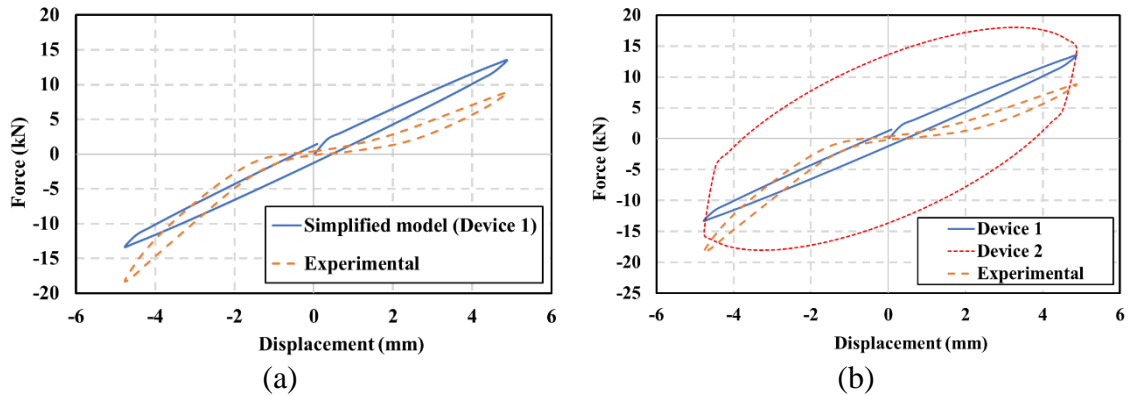 20
15
10
5
0
-5
-10
-15
-20
Force (kN)
-6 -4 -2 0 2 4 6
Displacement (mm)
Simplified model (Device 1)
Experimental
(a)
20
15
10
5
0
-5
-10
-15
-20
-25
Force (kN)
-6 -4 -2 0 2 4 6
Displacement (mm)
Device 1
Device 2
Experimental
(b)